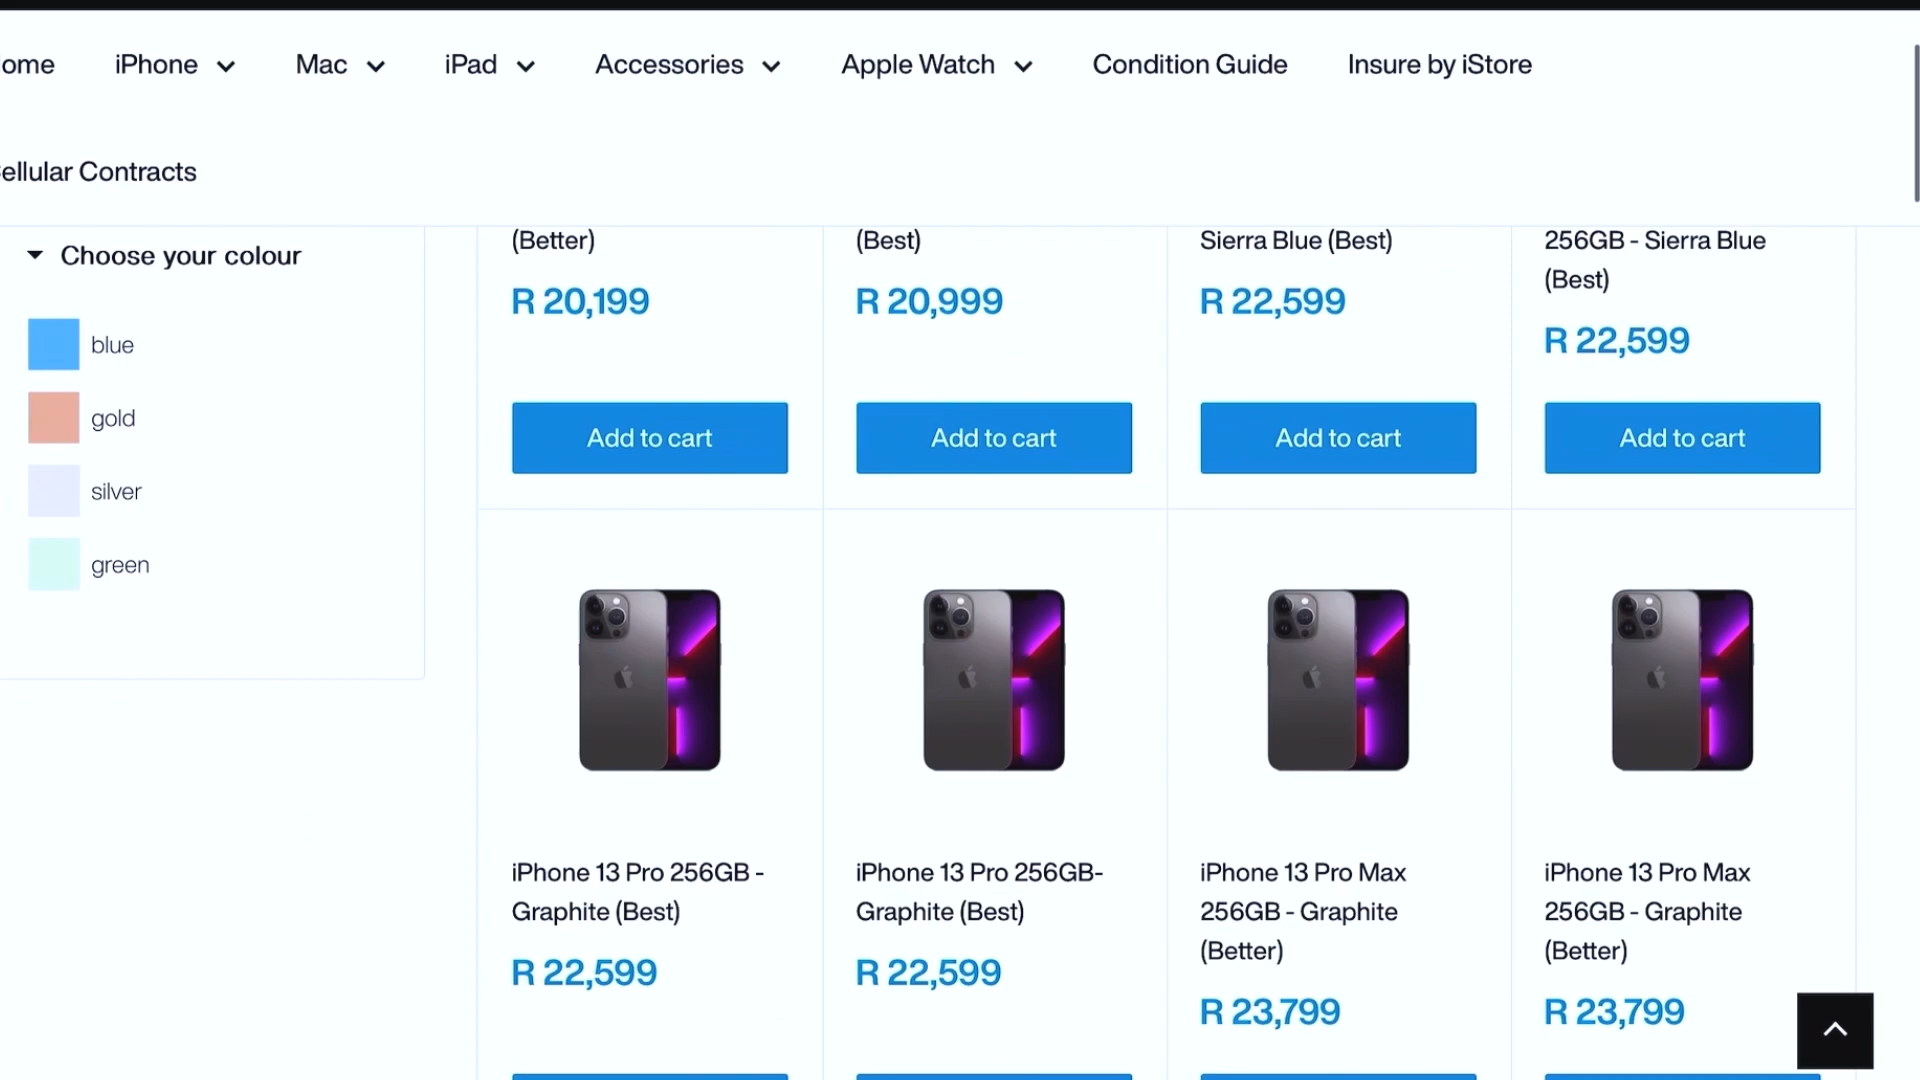 ome iPhone Mac iPad Accessories Apple Watch Condition Guide Insure by iStore
ellular Contracts
Choose your colour
blue
gold
silver
green
(Better)
R 20,199
Add to cart
(Best)
R 20,999
Add to cart
Sierra Blue (Best)
R 22,599
Add to cart
256GB - Sierra Blue
(Best)
R 22,599
Add to cart
iPhone 13 Pro 256GB -
Graphite (Best)
R 22,599
iPhone 13 Pro 256GB-
Graphite (Best)
R 22,599
iPhone 13 Pro Max
256GB - Graphite
(Better)
R 23,799
iPhone 13 Pro Max
256GB - Graphite
(Better)
R 23,799